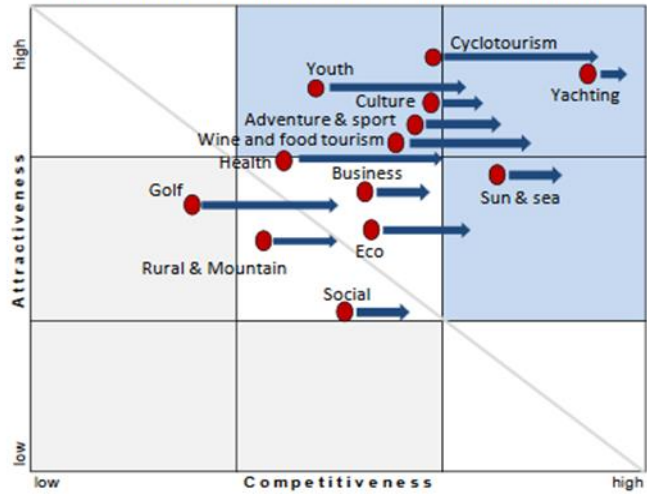 high
Cyclotourism
Youth
Yachting
Culture
Adventure & sport
Wine and food tourism
Health
Business
Golf
Sun & sea
Attractiveness
Eco
Rural & Mountain
Social
low
low
Competitiveness
high